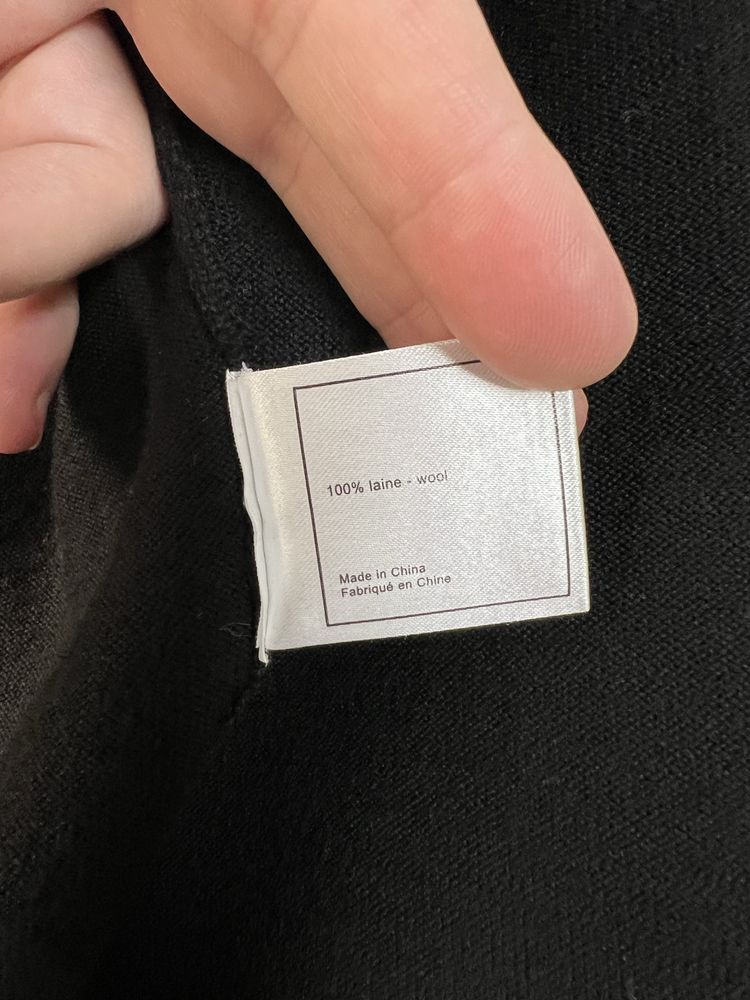 100% laine - wool
Made in China
Fabriqué en Chine